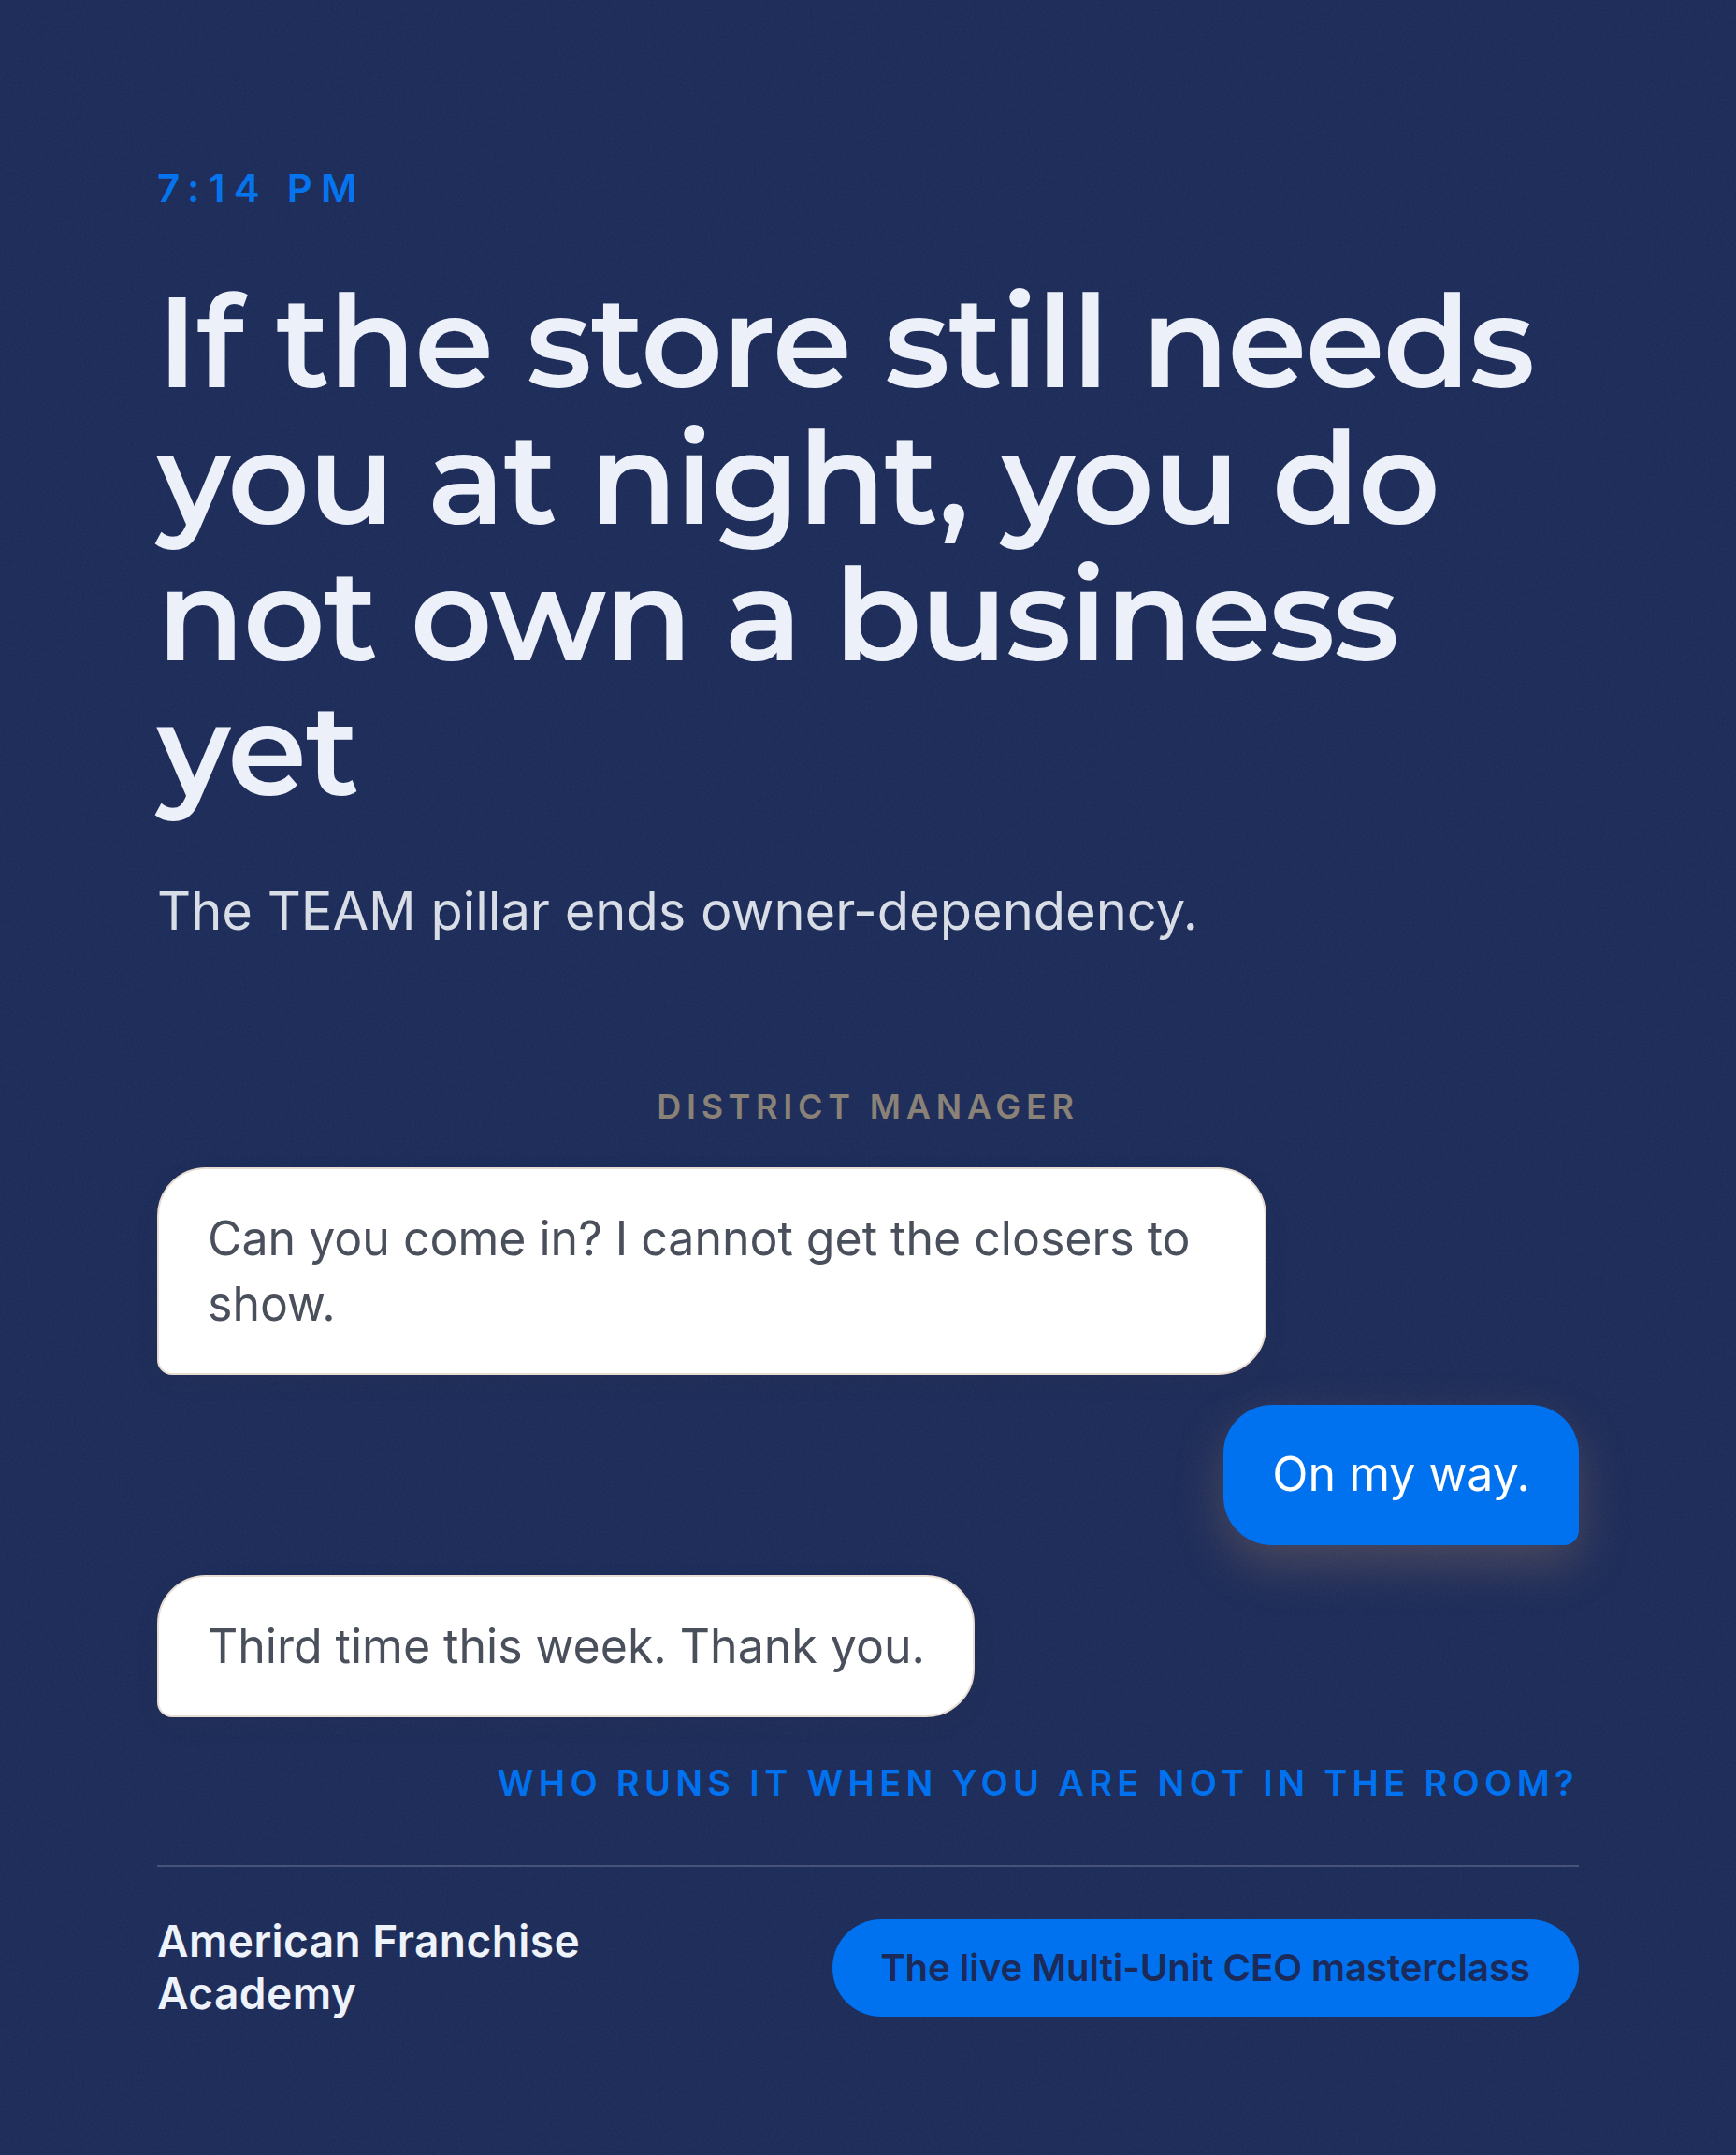 7:14 PM
If the store still needs
you at night, you do
not own a business
yet
The TEAM pillar ends owner-dependency.
DISTRICT MANAGER
Can you come in? I cannot get the closers to
show.
On my way.
Third time this week. Thank you.
WHO RUNS IT WHEN YOU ARE NOT IN THE ROOM?
American Franchise
Academy
The live Multi-Unit CEO masterclass